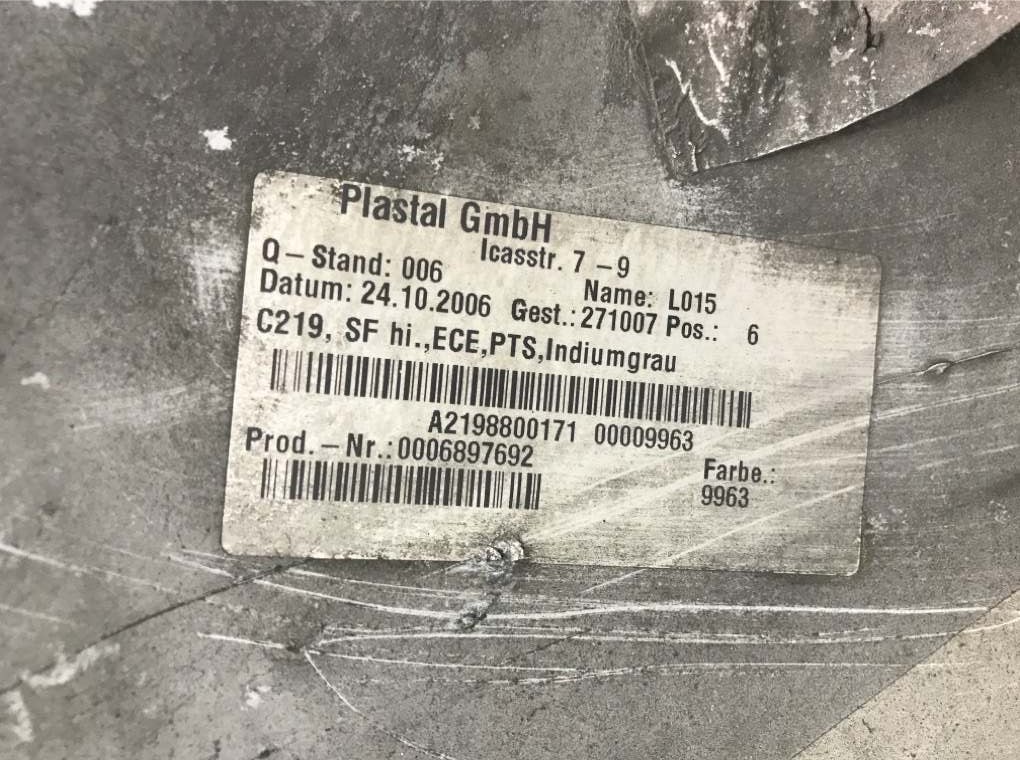 Plastal GmbH
Icasstr. 7 -9
Q-Stand: 006
Name: L015
Datum: 24.10.2006 Gest.: 271007 Pos.: 6
C219, SF hi.,ECE,PTS,Indiumgrau
A2198800171 00009963
Prod.-Nr.:0006897692
Farbe.:
9963